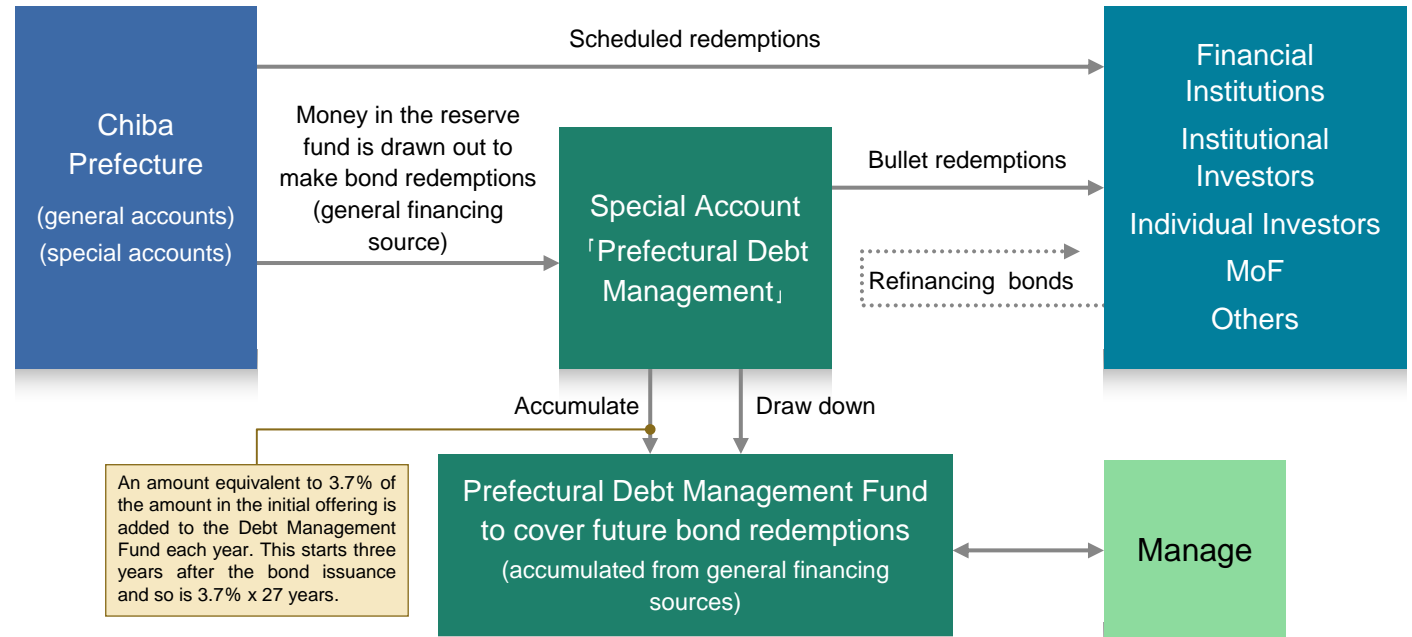 Scheduled redemptions
Chiba
Prefecture
(general accounts)
(special accounts)
Money in the reserve
fund is drawn out to
make bond redemptions
(general financing
source)
Special Account
「Prefectural Debt
Management」
Bullet redemptions
Refinancing bonds
Financial
Institutions
Institutional
Investors
Individual Investors
MoF
Others
Accumulate
Draw down
An amount equivalent to 3.7% of
the amount in the initial offering is
added to the Debt Management
Fund each year. This starts three
years after the bond issuance
and so is 3.7% x 27 years.
Prefectural Debt Management Fund
to cover future bond redemptions
(accumulated from general financing
sources)
Manage